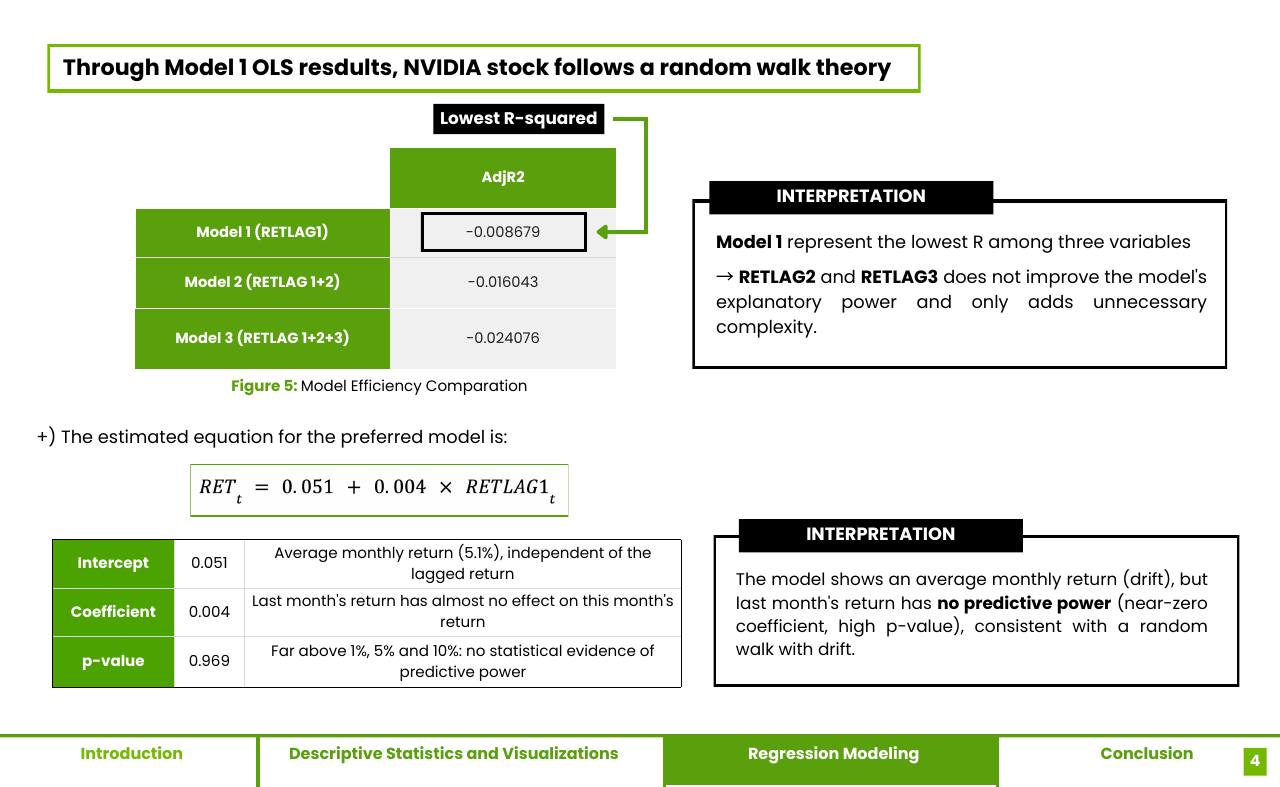 Through Model 1 OLS resdults, NVIDIA stock follows a random walk theory
Lowest R-squared
AdjR2
Model 1 (RETLAG1)
-0.008679
Model 2 (RETLAG 1+2)
-0.016043
Model 3 (RETLAG 1+2+3)
-0.024076
Figure 5: Model Efficiency Comparation
INTERPRETATION
Model 1 represent the lowest R among three variables
→ RETLAG2 and RETLAG3 does not improve the model's
explanatory power and only adds unnecessary
complexity.
+) The estimated equation for the preferred model is:
RET_t = 0.051 + 0.004 × RETLAG1_t
Intercept
0.051
Average monthly return (5.1%), independent of the
lagged return
Coefficient
0.004
Last month's return has almost no effect on this month's
return
p-value
0.969
Far above 1%, 5% and 10%: no statistical evidence of
predictive power
INTERPRETATION
The model shows an average monthly return (drift), but
last month's return has no predictive power (near-zero
coefficient, high p-value), consistent with a random
walk with drift.
Introduction
Descriptive Statistics and Visualizations
Regression Modeling
Conclusion
4